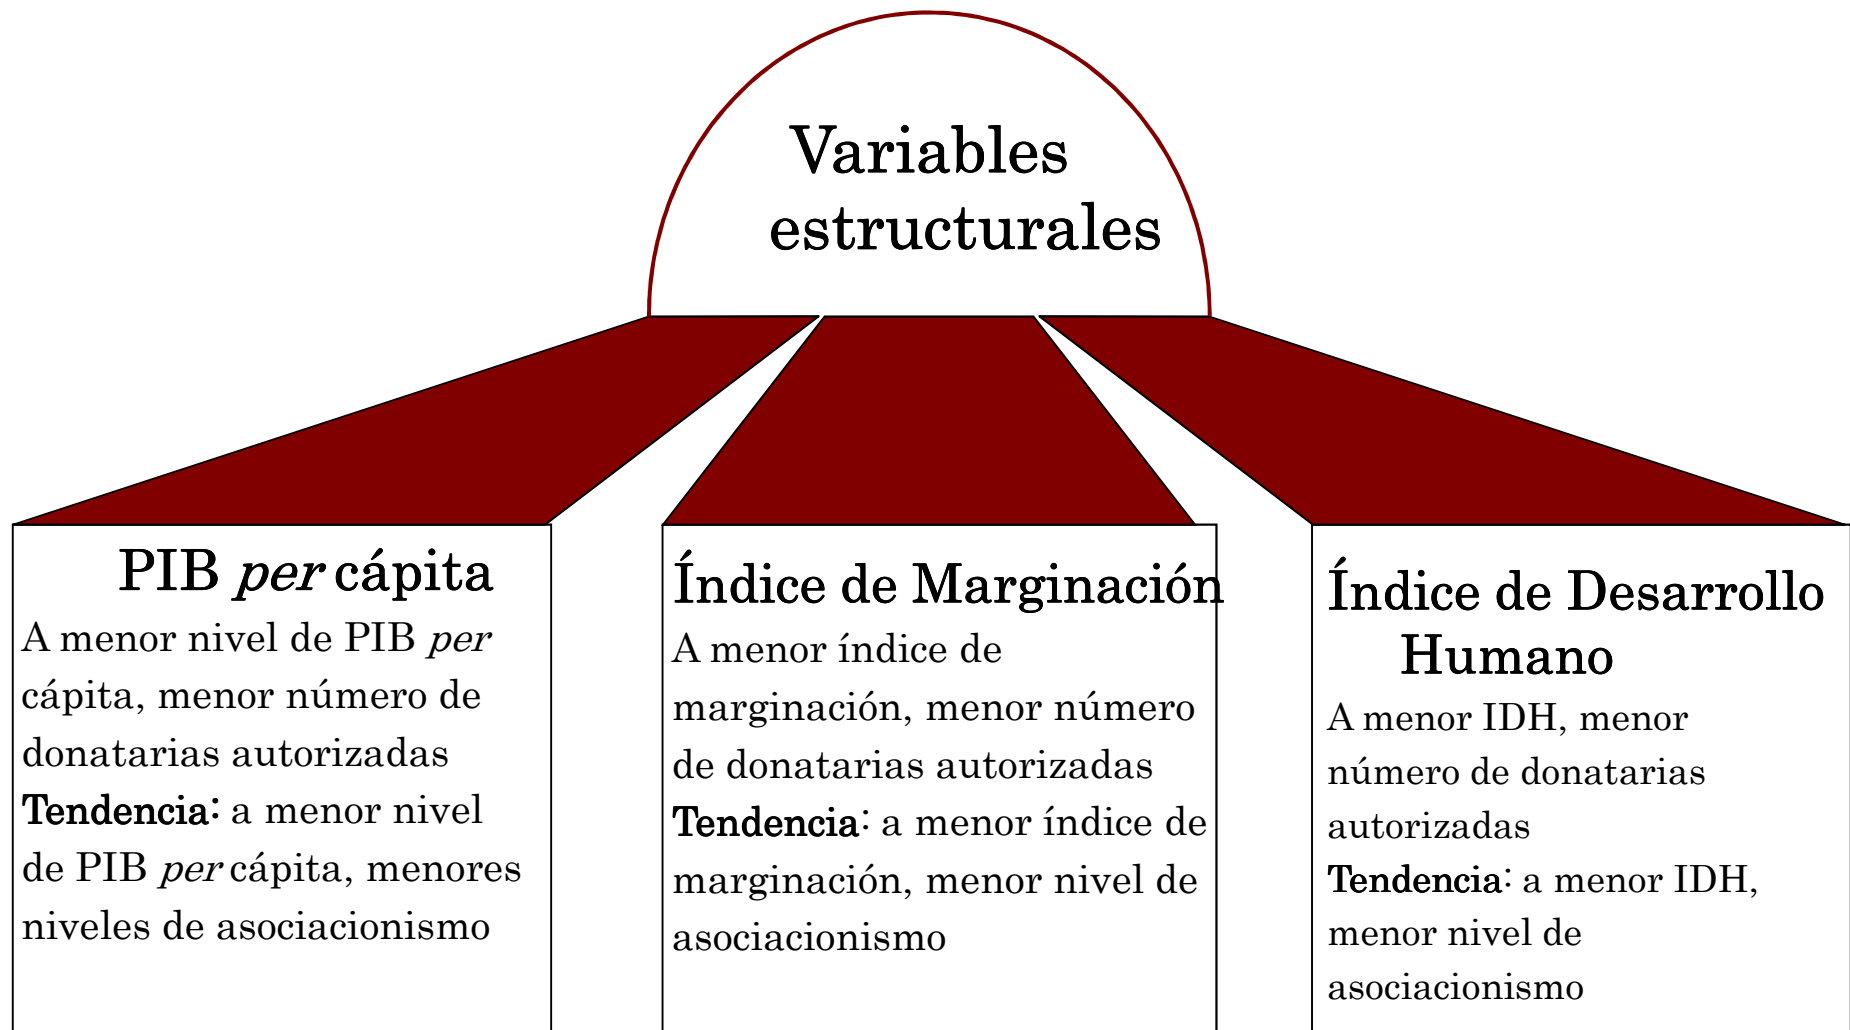 Variables
estructurales
PIB per cápita
A menor nivel de PIB per
cápita, menor número de
donatarias autorizadas
Tendencia: a menor nivel
de PIB per cápita, menores
niveles de asociacionismo
Índice de Marginación
A menor índice de
marginación, menor número
de donatarias autorizadas
Tendencia: a menor índice de
marginación, menor nivel de
asociacionismo
Índice de Desarrollo
Humano
A menor IDH, menor
número de donatarias
autorizadas
Tendencia: a menor IDH,
menor nivel de
asociacionismo